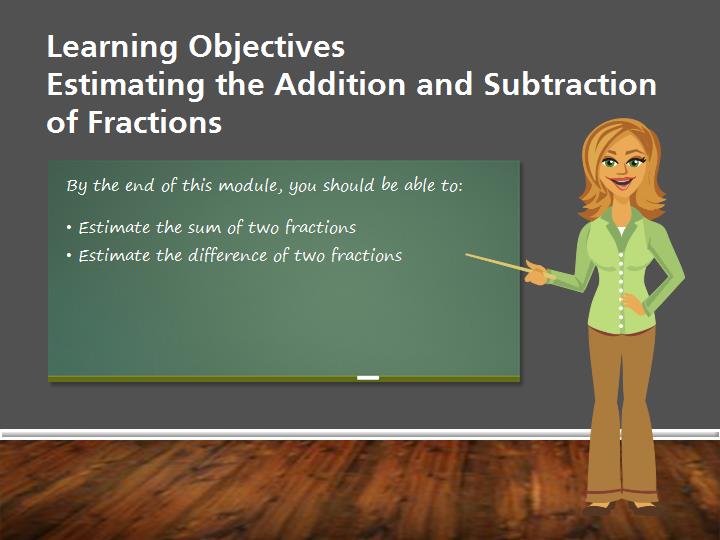 Learning Objectives
Estimating the Addition and Subtraction
of Fractions
By the end of this module, you should be able to:
• Estimate the sum of two fractions
• Estimate the difference of two fractions